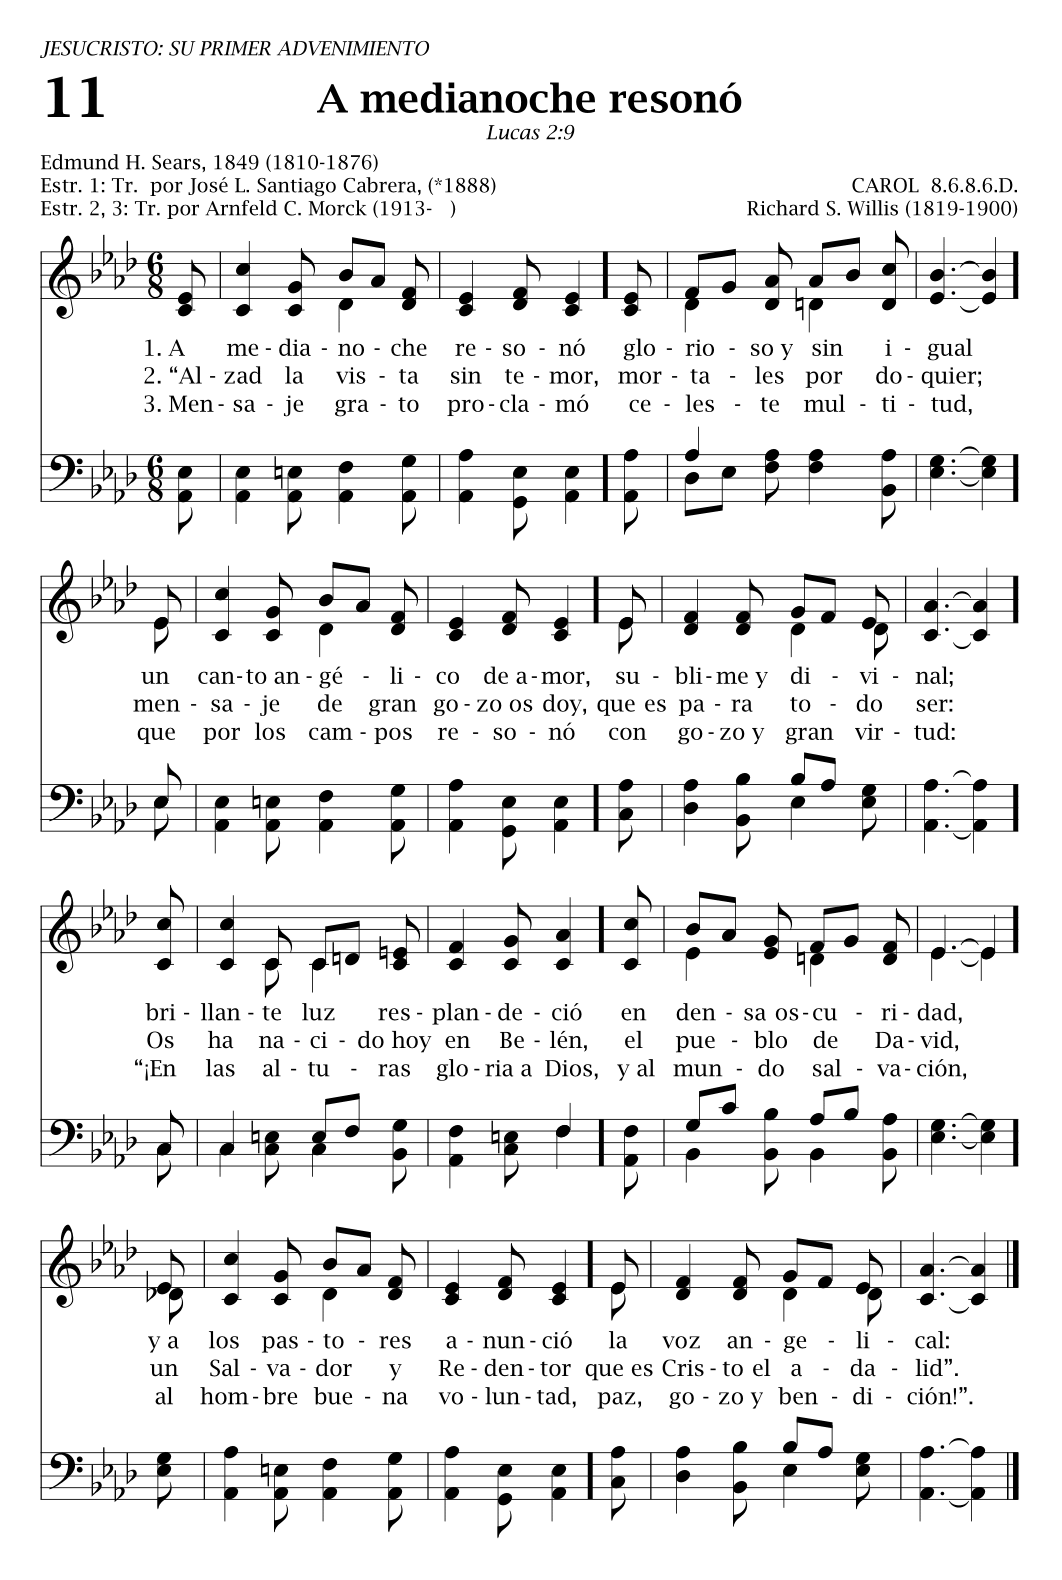 JESUCRISTO: SU PRIMER ADVENIMIENTO
11 A medianoche resonó
Lucas 2:9
Edmund H. Sears, 1849 (1810-1876)
Estr. 1: Tr. por José L. Santiago Cabrera, (*1888) CAROL 8.6.8.6.D.
Estr. 2, 3: Tr. por Arnfeld C. Morck (1913- ) Richard S. Willis (1819-1900)
6 8
1. A me - dia - no - che re - so - nó glo - rio - so y sin i - gual
2. “Al - zad la vis - ta sin te - mor, mor - ta - les por do - quier;
3. Men - sa - je gra - to pro - cla - mó ce - les - te mul - ti - tud,
6 8
un can - to an - gé - li - co de a - mor, su - bli - me y di - vi - nal;
men - sa - je de gran go - zo os doy, que es pa - ra to - do ser:
que por los cam - pos re - so - nó con go - zo y gran vir - tud:
bri - llan - te luz res - plan - de - ció en den - sa os - cu - ri - dad,
Os ha na - ci - do hoy en Be - lén, el pue - blo de Da - vid,
“¡En las al - tu - ras glo - ria a Dios, y al mun - do sal - va - ción,
y a los pas - to - res a - nun - ció la voz an - ge - li - cal:
un Sal - va - dor y Re - den - tor que es Cris - to el a - da - lid”.
al hom - bre bue - na vo - lun - tad, paz, go - zo y ben - di - ción!”.